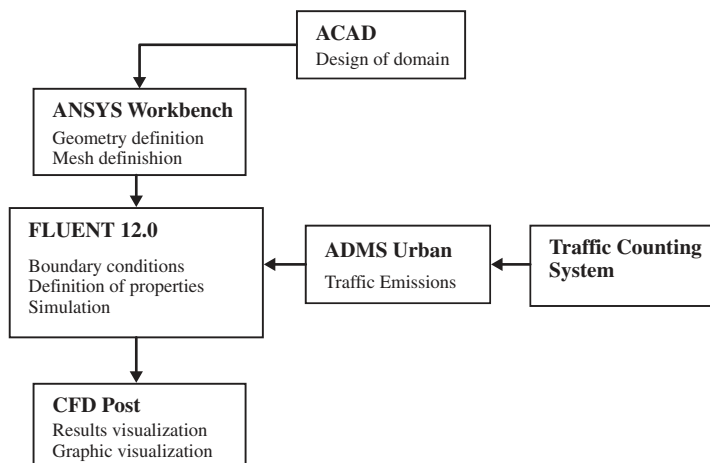 ACAD
Design of domain
ANSYS Workbench
Geometry definition
Mesh definishion
FLUENT 12.0
Boundary conditions
Definition of properties
Simulation
ADMS Urban
Traffic Emissions
Traffic Counting
System
CFD Post
Results visualization
Graphic visualization